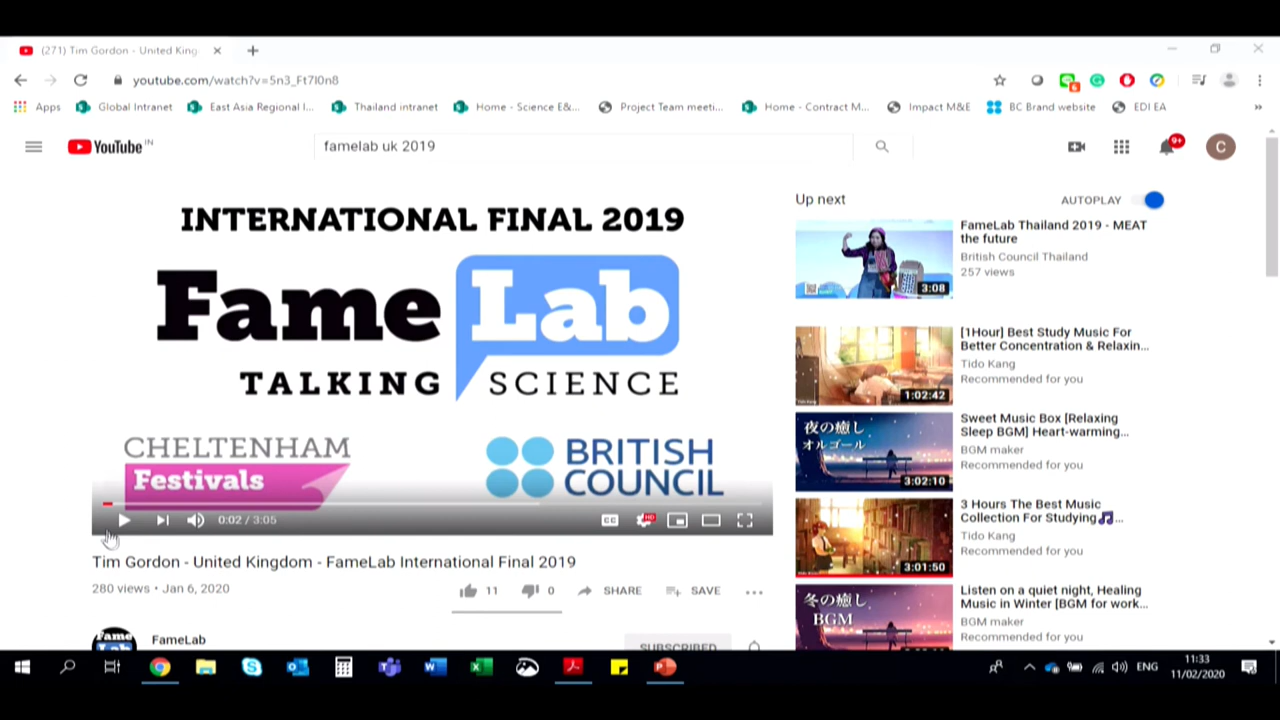 (271) Tim Gordon - United King
youtube.com/watch?v=5n3_Ft7I0n8
Apps Global Intranet East Asia Regional I... Thailand intranet Home - Science E&... Project Team meeti... Home - Contract M... Impact M&E BC Brand website EDI EA »
YouTube IN
famelab uk 2019
9+
C
INTERNATIONAL FINAL 2019
Fame Lab
TALKING SCIENCE
CHELTENHAM
Festivals
BRITISH
COUNCIL
0:02 / 3:05
CC
HD
Tim Gordon - United Kingdom - FameLab International Final 2019
280 views • Jan 6, 2020
11 0 SHARE SAVE
Fame
Lab
FameLab
SUBSCRIBED
Up next
AUTOPLAY
FameLab Thailand 2019 - MEAT
the future
British Council Thailand
257 views
3:08
[1Hour] Best Study Music For
Better Concentration & Relaxin...
Tido Kang
Recommended for you
1:02:42
夜の癒し
オルゴール
Sweet Music Box [Relaxing
Sleep BGM] Heart-warming...
BGM maker
Recommended for you
3:02:10
3 Hours The Best Music
Collection For Studying🎵...
Tido Kang
Recommended for you
3:01:50
冬の癒し
BGM
Listen on a quiet night, Healing
Music in Winter [BGM for work...
BGM maker
Recommended for you
ENG
11:33
11/02/2020